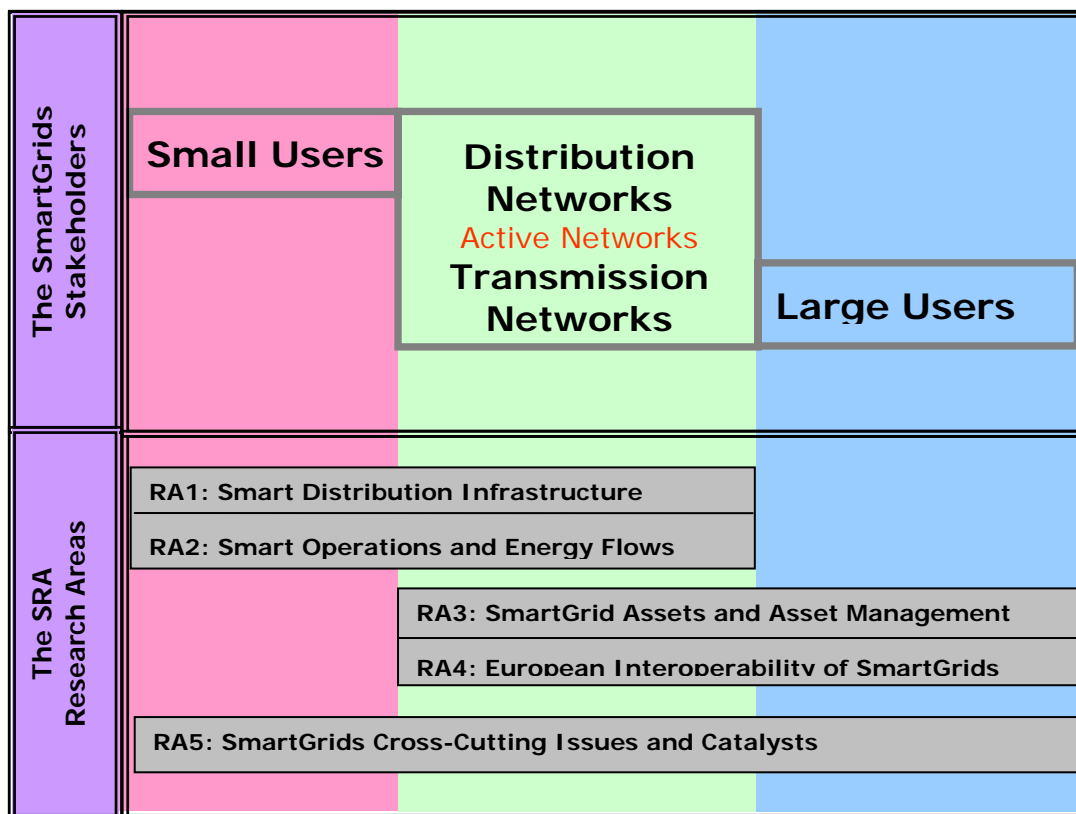 The SmartGrids
Stakeholders
Small Users
Distribution
Networks
Active Networks
Transmission
Networks
Large Users
The SRA
Research Areas
RA1: Smart Distribution Infrastructure
RA2: Smart Operations and Energy Flows
RA3: SmartGrid Assets and Asset Management
RA4: European Interoperability of SmartGrids
RA5: SmartGrids Cross-Cutting Issues and Catalysts